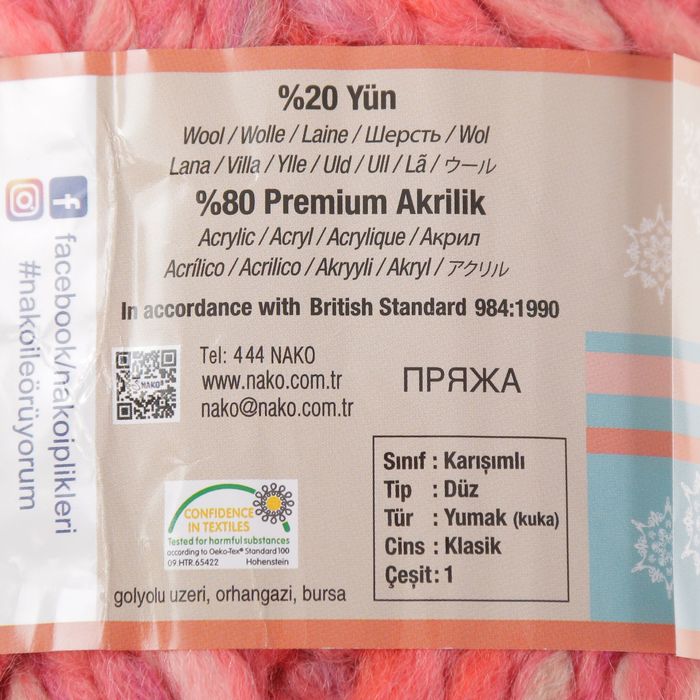 %20 Yün
Wool / Wolle / Laine / Шерсть / Wol
Lana / Villa / Ylle / Uld / Ull / Lã / ウール
%80 Premium Akrilik
Acrylic / Acryl / Acrylique / Акрил
Acrílico / Acrilico / Akryyli / Akryl / アクリル
In accordance with British Standard 984:1990
facebook/nakoiplikleri
#nakoileörüyorum
NAKO
Tel: 444 NAKO
www.nako.com.tr
nako@nako.com.tr
ПРЯЖА
CONFIDENCE
IN TEXTILES
Tested for harmful substances
according to Oeko-Tex® Standard 100
09.HTR.65422 Hohenstein
golyolu uzeri, orhangazi, bursa
Sınıf : Karışımlı
Tip : Düz
Tür : Yumak (kuka)
Cins : Klasik
Çeşit: 1